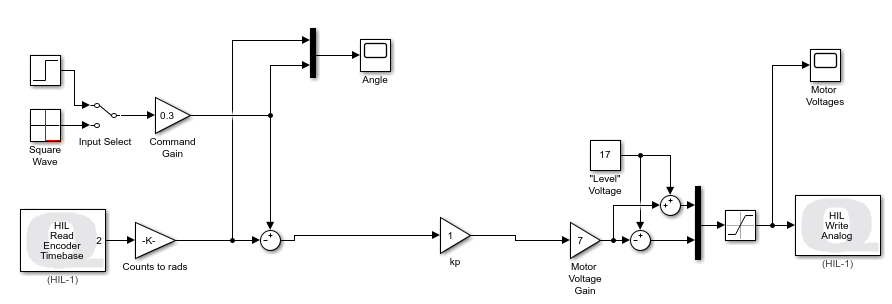 Angle
Motor
Voltages
Square
Wave
Input Select
0.3
Command
Gain
17
"Level"
Voltage
HIL
Read
Encoder
Timebase
2
(HIL-1)
-K-
Counts to rads
1
kp
7
Motor
Voltage
Gain
HIL
Write
Analog
(HIL-1)